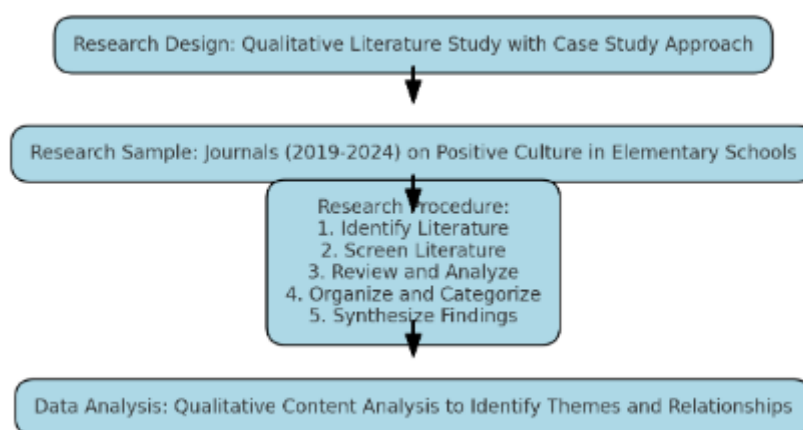 Research Design: Qualitative Literature Study with Case Study Approach
Research Sample: Journals (2019-2024) on Positive Culture in Elementary Schools
Research Procedure:
1. Identify Literature
2. Screen Literature
3. Review and Analyze
4. Organize and Categorize
5. Synthesize Findings
Data Analysis: Qualitative Content Analysis to Identify Themes and Relationships